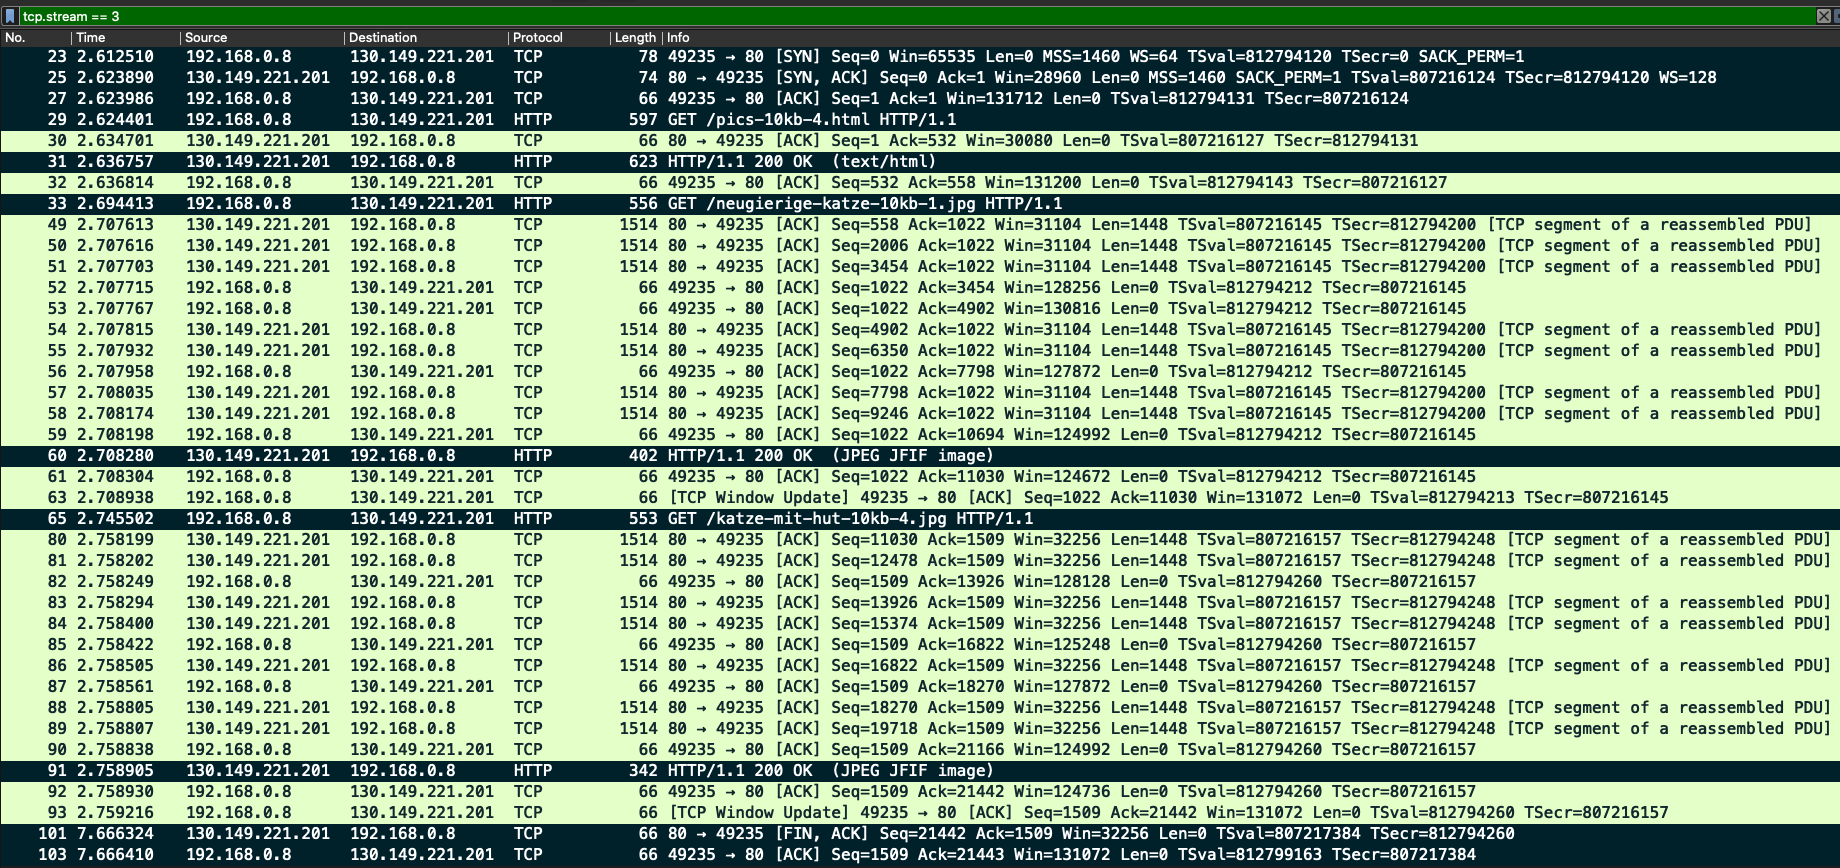 tcp.stream == 3
No. Time Source Destination Protocol Length Info
23 2.612510 192.168.0.8 130.149.221.201 TCP 78 49235 → 80 [SYN] Seq=0 Win=65535 Len=0 MSS=1460 WS=64 TSval=812794120 TSecr=0 SACK_PERM=1
25 2.623890 130.149.221.201 192.168.0.8 TCP 74 80 → 49235 [SYN, ACK] Seq=0 Ack=1 Win=28960 Len=0 MSS=1460 SACK_PERM=1 TSval=807216124 TSecr=812794120 WS=128
27 2.623986 192.168.0.8 130.149.221.201 TCP 66 49235 → 80 [ACK] Seq=1 Ack=1 Win=131712 Len=0 TSval=812794131 TSecr=807216124
29 2.624401 192.168.0.8 130.149.221.201 HTTP 597 GET /pics-10kb-4.html HTTP/1.1
30 2.634701 130.149.221.201 192.168.0.8 TCP 66 80 → 49235 [ACK] Seq=1 Ack=532 Win=30080 Len=0 TSval=807216127 TSecr=812794131
31 2.636757 130.149.221.201 192.168.0.8 HTTP 623 HTTP/1.1 200 OK (text/html)
32 2.636814 192.168.0.8 130.149.221.201 TCP 66 49235 → 80 [ACK] Seq=532 Ack=558 Win=131200 Len=0 TSval=812794143 TSecr=807216127
33 2.694413 192.168.0.8 130.149.221.201 HTTP 556 GET /neugierige-katze-10kb-1.jpg HTTP/1.1
49 2.707613 130.149.221.201 192.168.0.8 TCP 1514 80 → 49235 [ACK] Seq=558 Ack=1022 Win=31104 Len=1448 TSval=807216145 TSecr=812794200 [TCP segment of a reassembled PDU]
50 2.707616 130.149.221.201 192.168.0.8 TCP 1514 80 → 49235 [ACK] Seq=2006 Ack=1022 Win=31104 Len=1448 TSval=807216145 TSecr=812794200 [TCP segment of a reassembled PDU]
51 2.707703 130.149.221.201 192.168.0.8 TCP 1514 80 → 49235 [ACK] Seq=3454 Ack=1022 Win=31104 Len=1448 TSval=807216145 TSecr=812794200 [TCP segment of a reassembled PDU]
52 2.707715 192.168.0.8 130.149.221.201 TCP 66 49235 → 80 [ACK] Seq=1022 Ack=3454 Win=128256 Len=0 TSval=812794212 TSecr=807216145
53 2.707767 192.168.0.8 130.149.221.201 TCP 66 49235 → 80 [ACK] Seq=1022 Ack=4902 Win=130816 Len=0 TSval=812794212 TSecr=807216145
54 2.707815 130.149.221.201 192.168.0.8 TCP 1514 80 → 49235 [ACK] Seq=4902 Ack=1022 Win=31104 Len=1448 TSval=807216145 TSecr=812794200 [TCP segment of a reassembled PDU]
55 2.707932 130.149.221.201 192.168.0.8 TCP 1514 80 → 49235 [ACK] Seq=6350 Ack=1022 Win=31104 Len=1448 TSval=807216145 TSecr=812794200 [TCP segment of a reassembled PDU]
56 2.707958 192.168.0.8 130.149.221.201 TCP 66 49235 → 80 [ACK] Seq=1022 Ack=7798 Win=127872 Len=0 TSval=812794212 TSecr=807216145
57 2.708035 130.149.221.201 192.168.0.8 TCP 1514 80 → 49235 [ACK] Seq=7798 Ack=1022 Win=31104 Len=1448 TSval=807216145 TSecr=812794200 [TCP segment of a reassembled PDU]
58 2.708174 130.149.221.201 192.168.0.8 TCP 1514 80 → 49235 [ACK] Seq=9246 Ack=1022 Win=31104 Len=1448 TSval=807216145 TSecr=812794200 [TCP segment of a reassembled PDU]
59 2.708198 192.168.0.8 130.149.221.201 TCP 66 49235 → 80 [ACK] Seq=1022 Ack=10694 Win=124992 Len=0 TSval=812794212 TSecr=807216145
60 2.708280 130.149.221.201 192.168.0.8 HTTP 402 HTTP/1.1 200 OK (JPEG JFIF image)
61 2.708304 192.168.0.8 130.149.221.201 TCP 66 49235 → 80 [ACK] Seq=1022 Ack=11030 Win=124672 Len=0 TSval=812794212 TSecr=807216145
63 2.708938 192.168.0.8 130.149.221.201 TCP 66 [TCP Window Update] 49235 → 80 [ACK] Seq=1022 Ack=11030 Win=131072 Len=0 TSval=812794213 TSecr=807216145
65 2.745502 192.168.0.8 130.149.221.201 HTTP 553 GET /katze-mit-hut-10kb-4.jpg HTTP/1.1
80 2.758199 130.149.221.201 192.168.0.8 TCP 1514 80 → 49235 [ACK] Seq=11030 Ack=1509 Win=32256 Len=1448 TSval=807216157 TSecr=812794248 [TCP segment of a reassembled PDU]
81 2.758202 130.149.221.201 192.168.0.8 TCP 1514 80 → 49235 [ACK] Seq=12478 Ack=1509 Win=32256 Len=1448 TSval=807216157 TSecr=812794248 [TCP segment of a reassembled PDU]
82 2.758249 192.168.0.8 130.149.221.201 TCP 66 49235 → 80 [ACK] Seq=1509 Ack=13926 Win=128128 Len=0 TSval=812794260 TSecr=807216157
83 2.758294 130.149.221.201 192.168.0.8 TCP 1514 80 → 49235 [ACK] Seq=13926 Ack=1509 Win=32256 Len=1448 TSval=807216157 TSecr=812794248 [TCP segment of a reassembled PDU]
84 2.758400 130.149.221.201 192.168.0.8 TCP 1514 80 → 49235 [ACK] Seq=15374 Ack=1509 Win=32256 Len=1448 TSval=807216157 TSecr=812794248 [TCP segment of a reassembled PDU]
85 2.758422 192.168.0.8 130.149.221.201 TCP 66 49235 → 80 [ACK] Seq=1509 Ack=16822 Win=125248 Len=0 TSval=812794260 TSecr=807216157
86 2.758505 130.149.221.201 192.168.0.8 TCP 1514 80 → 49235 [ACK] Seq=16822 Ack=1509 Win=32256 Len=1448 TSval=807216157 TSecr=812794248 [TCP segment of a reassembled PDU]
87 2.758561 192.168.0.8 130.149.221.201 TCP 66 49235 → 80 [ACK] Seq=1509 Ack=18270 Win=127872 Len=0 TSval=812794260 TSecr=807216157
88 2.758805 130.149.221.201 192.168.0.8 TCP 1514 80 → 49235 [ACK] Seq=18270 Ack=1509 Win=32256 Len=1448 TSval=807216157 TSecr=812794248 [TCP segment of a reassembled PDU]
89 2.758807 130.149.221.201 192.168.0.8 TCP 1514 80 → 49235 [ACK] Seq=19718 Ack=1509 Win=32256 Len=1448 TSval=807216157 TSecr=812794248 [TCP segment of a reassembled PDU]
90 2.758838 192.168.0.8 130.149.221.201 TCP 66 49235 → 80 [ACK] Seq=1509 Ack=21166 Win=124992 Len=0 TSval=812794260 TSecr=807216157
91 2.758905 130.149.221.201 192.168.0.8 HTTP 342 HTTP/1.1 200 OK (JPEG JFIF image)
92 2.758930 192.168.0.8 130.149.221.201 TCP 66 49235 → 80 [ACK] Seq=1509 Ack=21442 Win=124736 Len=0 TSval=812794260 TSecr=807216157
93 2.759216 192.168.0.8 130.149.221.201 TCP 66 [TCP Window Update] 49235 → 80 [ACK] Seq=1509 Ack=21442 Win=131072 Len=0 TSval=812794260 TSecr=807216157
101 7.666324 130.149.221.201 192.168.0.8 TCP 66 80 → 49235 [FIN, ACK] Seq=21442 Ack=1509 Win=32256 Len=0 TSval=807217384 TSecr=812794260
103 7.666410 192.168.0.8 130.149.221.201 TCP 66 49235 → 80 [ACK] Seq=1509 Ack=21443 Win=131072 Len=0 TSval=812799163 TSecr=807217384